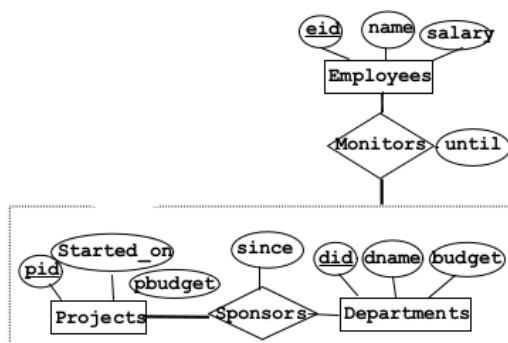 eid name salary
Employees
Monitors until
Started_on since
pid did dname budget
pbudget
Projects Sponsors Departments